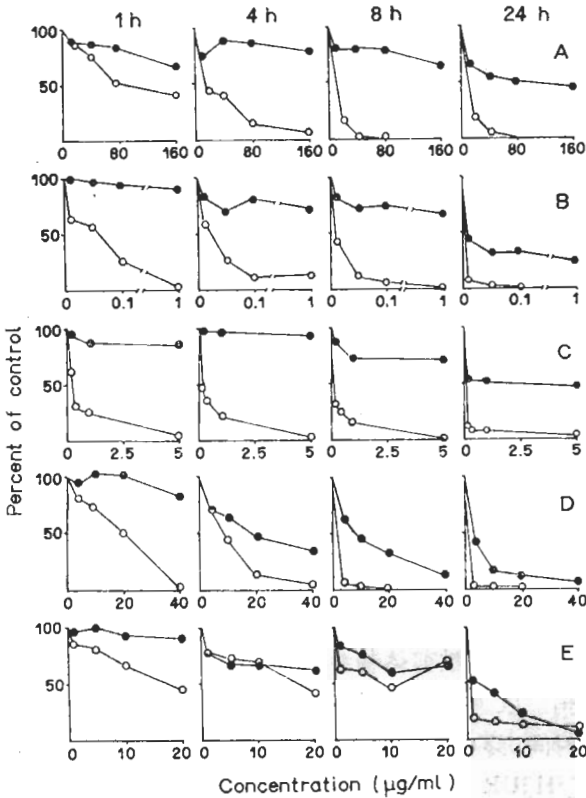 1 h 4 h 8 h 24 h
100
50
A
0 80 160 0 80 160 0 80 160 0 80 160
100
50
B
0 0.1 1 0 0.1 1 0 0.1 1 0 0.1 1
100
50
C
0 2.5 5 0 2.5 5 0 2.5 5 0 2.5 5
100
50
D
0 20 40 0 20 40 0 20 40 0 20 40
100
50
E
0 10 20 0 10 20 0 10 20 0 10 20
Percent of control
Concentration (µg/ml)